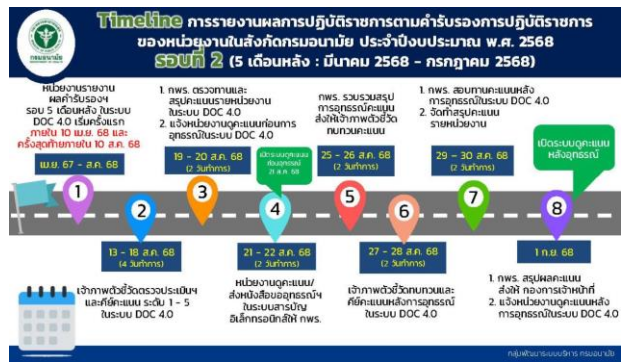 Timeline การรายงานผลการปฏิบัติราชการตามคำรับรองการปฏิบัติราชการ
ของหน่วยงานในสังกัดกรมอนามัย ประจำปีงบประมาณ พ.ศ. 2568
รอบที่ 2 (5 เดือนหลัง : มีนาคม 2568 - กรกฎาคม 2568)
กรมอนามัย
หน่วยงานรายงาน
ผลคำรับรองฯ
รอบ 5 เดือนหลัง ในระบบ
DOC 4.0 เริ่มครั้งแรก
ภายใน 10 เม.ย. 68 และ
ครั้งสุดท้ายภายใน 10 ส.ค. 68
เม.ย. 67 - ส.ค. 68
1
2
13 - 18 ส.ค. 68
(4 วันทำการ)
เจ้าภาพตัวชี้วัดตรวจประเมินฯ
และคีย์คะแนน ระดับ 1 - 5
ในระบบ DOC 4.0
1. กพร. ตรวจทานและ
สรุปคะแนนรายหน่วยงาน
ในระบบ DOC 4.0
2. แจ้งหน่วยงานดูคะแนนก่อนการ
อุทธรณ์ในระบบ DOC 4.0
19 - 20 ส.ค. 68
(2 วันทำการ)
3
เปิดระบบดูคะแนน
ก่อนอุทธรณ์
21 ส.ค. 68
4
21 - 22 ส.ค. 68
(2 วันทำการ)
หน่วยงานดูคะแนน/
ส่งหนังสือขออุทธรณ์ฯ
ในระบบสารบัญ
อิเล็กทรอนิกส์ให้ กพร.
กพร. รวบรวมสรุป
การอุทธรณ์คะแนน
ส่งให้เจ้าภาพตัวชี้วัด
ทบทวนคะแนน
25 - 26 ส.ค. 68
(2 วันทำการ)
5
6
27 - 28 ส.ค. 68
(2 วันทำการ)
เจ้าภาพตัวชี้วัดทบทวนและ
คีย์คะแนนหลังการอุทธรณ์
ในระบบ DOC 4.0
1. กพร. สอบทานคะแนนหลัง
การอุทธรณ์ในระบบ DOC 4.0
2. จัดทำสรุปคะแนน
รายหน่วยงาน
29 - 30 ส.ค. 68
(2 วันทำการ)
7
เปิดระบบดูคะแนน
หลังอุทธรณ์
8
1 ก.ย. 68
1. กพร. สรุปผลคะแนน
ส่งให้ กองการเจ้าหน้าที่
2. แจ้งหน่วยงานดูคะแนนหลัง
การอุทธรณ์ในระบบ DOC 4.0
กลุ่มพัฒนาระบบบริหาร กรมอนามัย